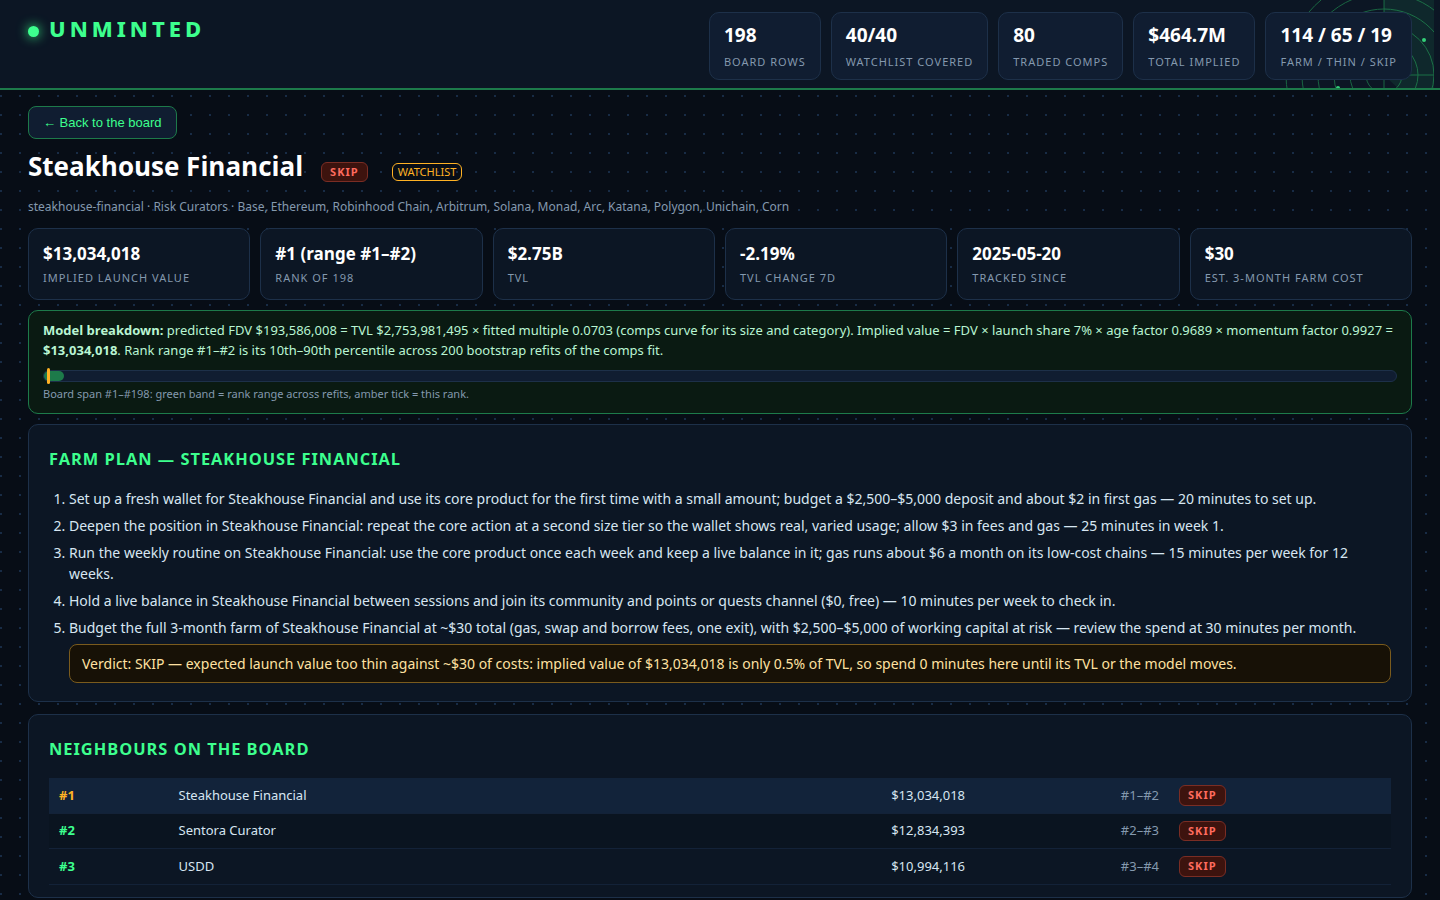 UNMINTED
198
BOARD ROWS
40/40
WATCHLIST COVERED
80
TRADED COMPS
$464.7M
TOTAL IMPLIED
114 / 65 / 19
FARM / THIN / SKIP
← Back to the board
Steakhouse Financial SKIP WATCHLIST
steakhouse-financial · Risk Curators · Base, Ethereum, Robinhood Chain, Arbitrum, Solana, Monad, Arc, Katana, Polygon, Unichain, Corn
$13,034,018
IMPLIED LAUNCH VALUE
#1 (range #1–#2)
RANK OF 198
$2.75B
TVL
-2.19%
TVL CHANGE 7D
2025-05-20
TRACKED SINCE
$30
EST. 3-MONTH FARM COST
Model breakdown: predicted FDV $193,586,008 = TVL $2,753,981,495 × fitted multiple 0.0703 (comps curve for its size and category). Implied value = FDV × launch share 7% × age factor 0.9689 × momentum factor 0.9927 =
$13,034,018. Rank range #1–#2 is its 10th–90th percentile across 200 bootstrap refits of the comps fit.
Board span #1–#198: green band = rank range across refits, amber tick = this rank.
FARM PLAN — STEAKHOUSE FINANCIAL
1. Set up a fresh wallet for Steakhouse Financial and use its core product for the first time with a small amount; budget a $2,500–$5,000 deposit and about $2 in first gas — 20 minutes to set up.
2. Deepen the position in Steakhouse Financial: repeat the core action at a second size tier so the wallet shows real, varied usage; allow $3 in fees and gas — 25 minutes in week 1.
3. Run the weekly routine on Steakhouse Financial: use the core product once each week and keep a live balance in it; gas runs about $6 a month on its low-cost chains — 15 minutes per week for 12
weeks.
4. Hold a live balance in Steakhouse Financial between sessions and join its community and points or quests channel ($0, free) — 10 minutes per week to check in.
5. Budget the full 3-month farm of Steakhouse Financial at ~$30 total (gas, swap and borrow fees, one exit), with $2,500–$5,000 of working capital at risk — review the spend at 30 minutes per month.
Verdict: SKIP — expected launch value too thin against ~$30 of costs: implied value of $13,034,018 is only 0.5% of TVL, so spend 0 minutes here until its TVL or the model moves.
NEIGHBOURS ON THE BOARD
#1 Steakhouse Financial $13,034,018 #1–#2 SKIP
#2 Sentora Curator $12,834,393 #2–#3 SKIP
#3 USDD $10,994,116 #3–#4 SKIP